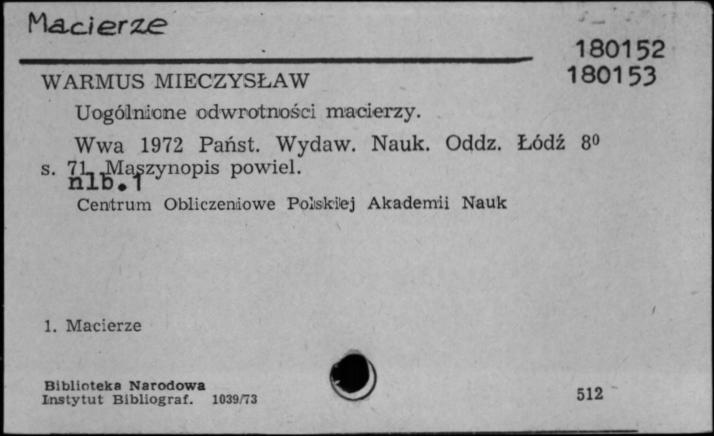 Macierze
180152
180153
WARMUS MIECZYSŁAW
Uogólnione odwrotności macierzy.
Wwa 1972 Państ. Wydaw. Nauk. Oddz. Łódź 8⁰
s. 71, Maszynopis powiel.
nlb. 1
Centrum Obliczeniowe Polskiej Akademii Nauk
1. Macierze
Biblioteka Narodowa
Instytut Bibliograf. 1039/73
512